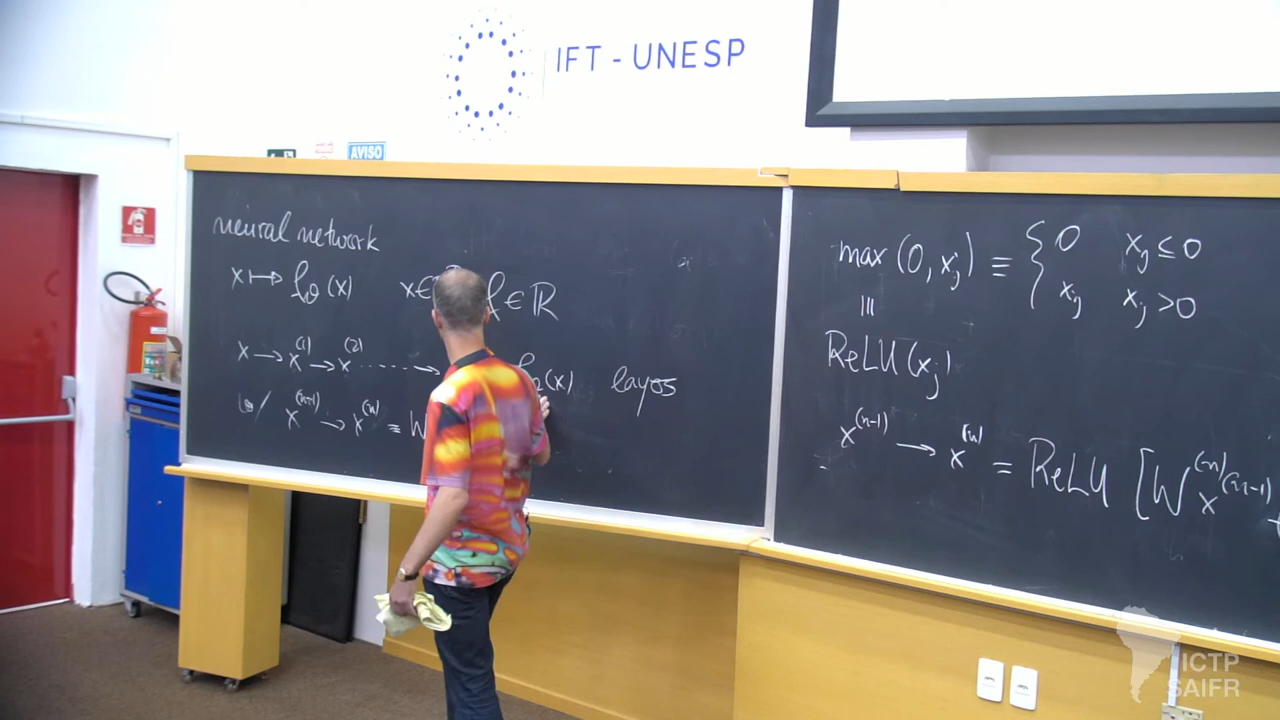 IFT - UNESP
AVISO
neural network
x ↦ f_θ(x) x ∈ f ∈ ℝ
x → x^(1) → x^(2) ......→ (x) layers
w/ x^(n-1) → x^(n) ≡ W
max (0, x_j) ≡ { 0 x_j ≤ 0
x_j x_j > 0
≡
ReLU(x_j)
x^(n-1) → x^(n) = ReLU [W^(n) x^(n-1) +
ICTP
SAIFR